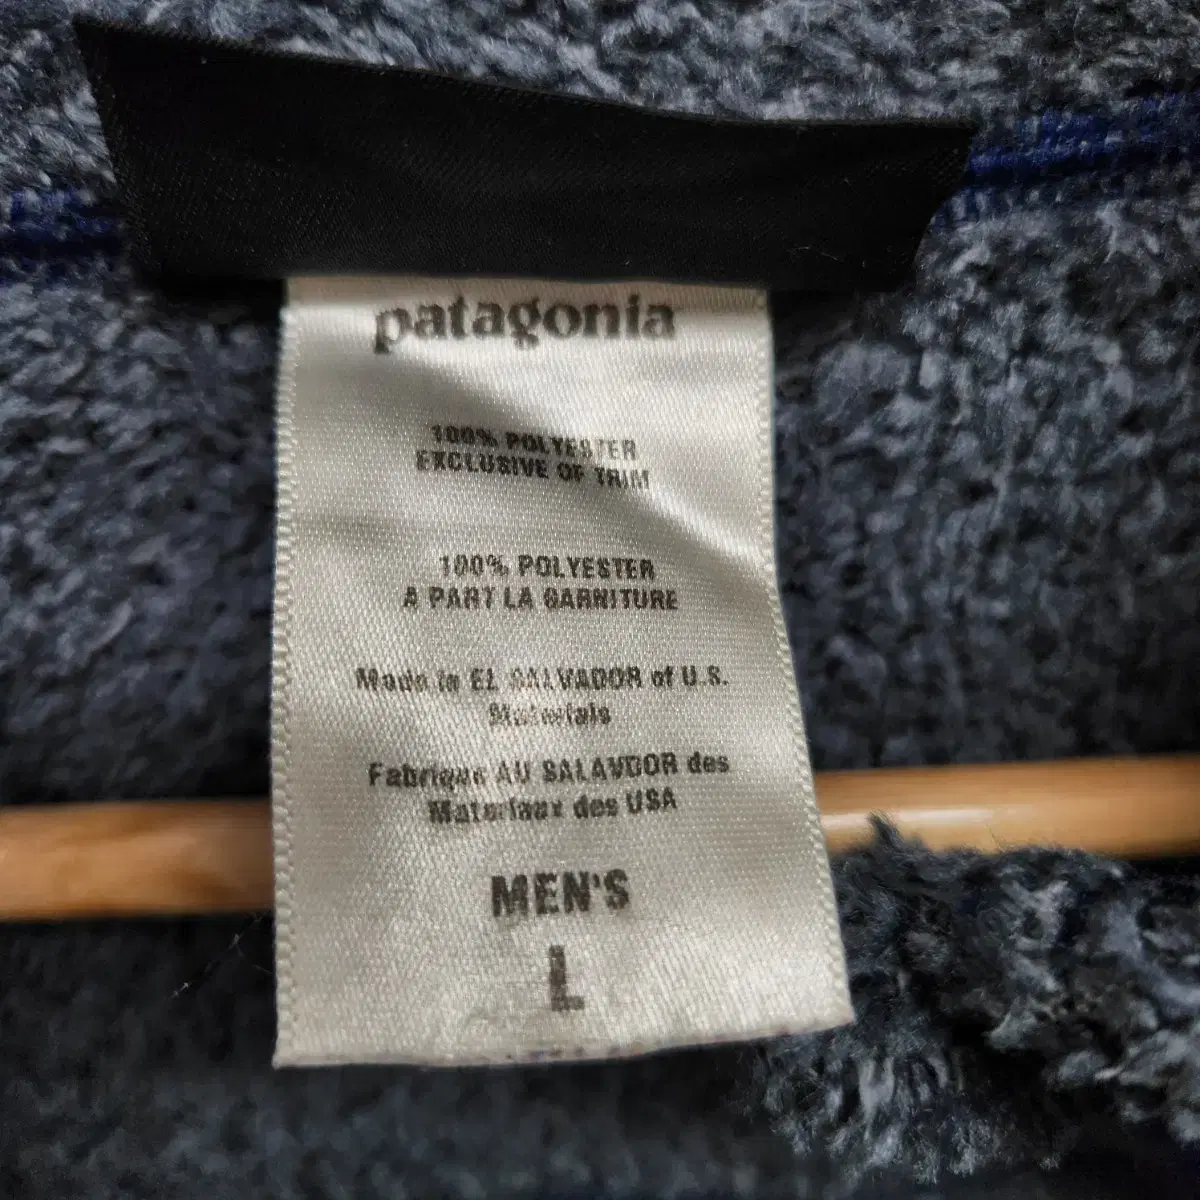 patagonia
100% POLYESTER
EXCLUSIVE OF TRIM
100% POLYESTER
A PART LA GARNITURE
Made in EL SALVADOR of U.S.
Materials
Fabrique AU SALAVDOR des
Materiaux des USA
MEN'S
L